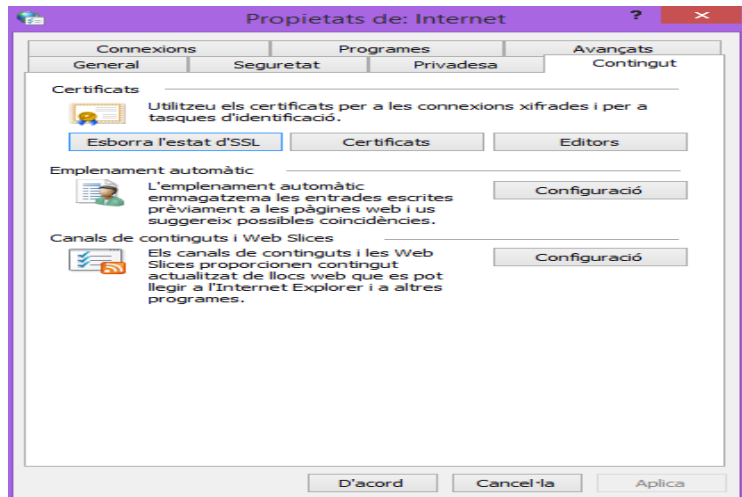 Propietats de: Internet
?
Connexions
Programes
Avançats
General
Seguretat
Privadesa
Contingut
Certificats
Utilitzeu els certificats per a les connexions xifrades i per a
tasques d'identificació.
Esborra l'estat d'SSL
Certificats
Editors
Emplenament automàtic
L'emplenament automàtic
emmagatzema les entrades escrites
prèviament a les pàgines web i us
suggereix possibles coincidències.
Configuració
Canals de continguts i Web Slices
Els canals de continguts i les Web
Slices proporcionen contingut
actualitzat de llocs web que es pot
llegir a l'Internet Explorer i a altres
programes.
Configuració
D'acord
Cancel·la
Aplica